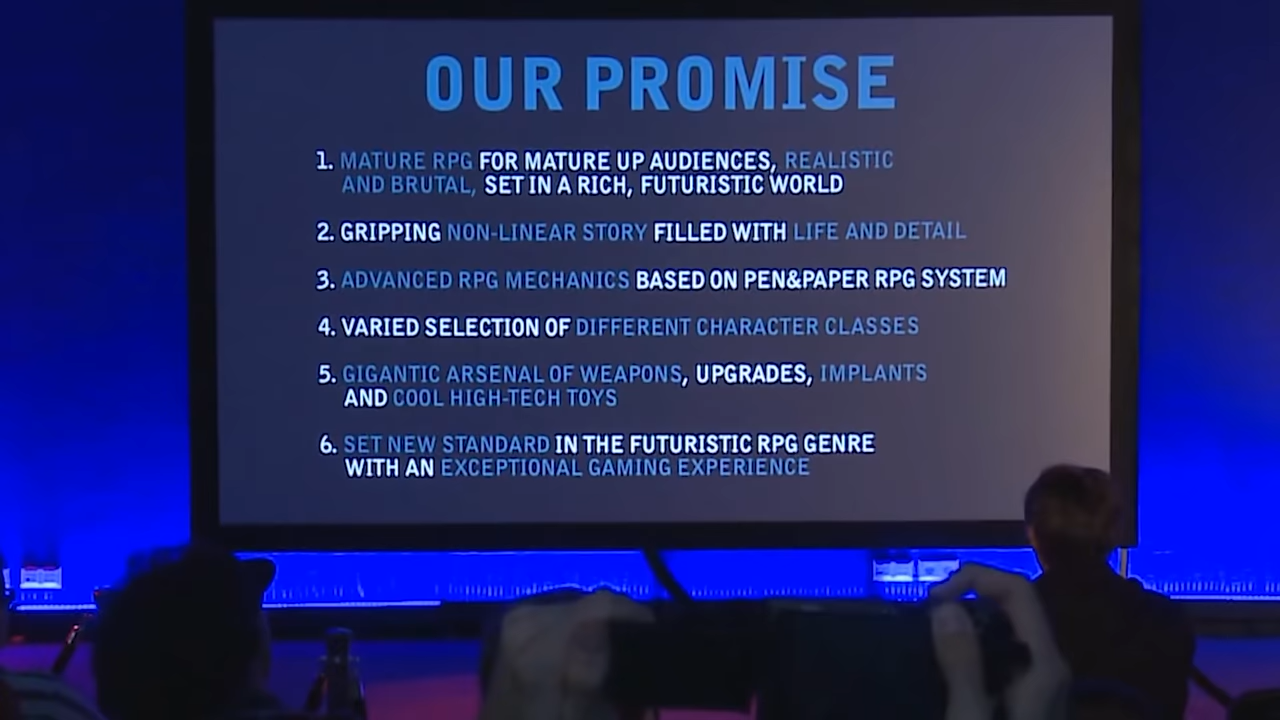 OUR PROMISE
1. MATURE RPG FOR MATURE UP AUDIENCES, REALISTIC
AND BRUTAL, SET IN A RICH, FUTURISTIC WORLD
2. GRIPPING NON-LINEAR STORY FILLED WITH LIFE AND DETAIL
3. ADVANCED RPG MECHANICS BASED ON PEN&PAPER RPG SYSTEM
4. VARIED SELECTION OF DIFFERENT CHARACTER CLASSES
5. GIGANTIC ARSENAL OF WEAPONS, UPGRADES, IMPLANTS
AND COOL HIGH-TECH TOYS
6. SET NEW STANDARD IN THE FUTURISTIC RPG GENRE
WITH AN EXCEPTIONAL GAMING EXPERIENCE